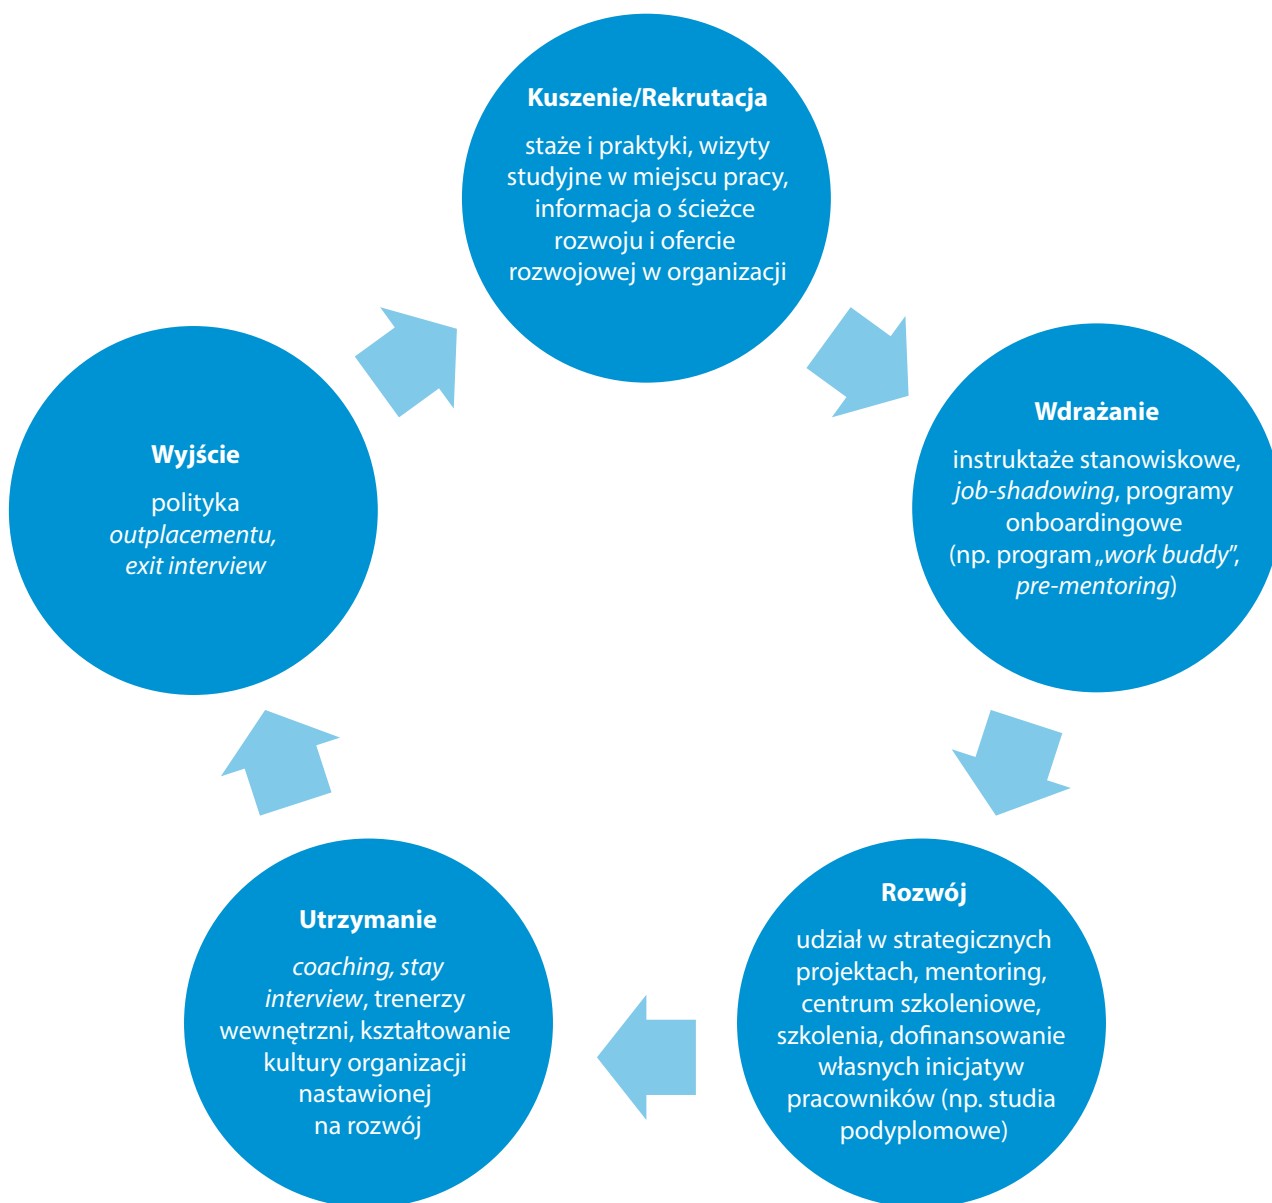 Kuszenie/Rekrutacja
staże i praktyki, wizyty
studyjne w miejscu pracy,
informacja o ścieżce
rozwoju i ofercie
rozwojowej w organizacji
Wdrażanie
instruktaże stanowiskowe,
job-shadowing, programy
onboardingowe
(np. program „work buddy”,
pre-mentoring)
Rozwój
udział w strategicznych
projektach, mentoring,
centrum szkoleniowe,
szkolenia, dofinansowanie
własnych inicjatyw
pracowników (np. studia
podyplomowe)
Utrzymanie
coaching, stay
interview, trenerzy
wewnętrzni, kształtowanie
kultury organizacji
nastawionej
na rozwój
Wyjście
polityka
outplacementu,
exit interview